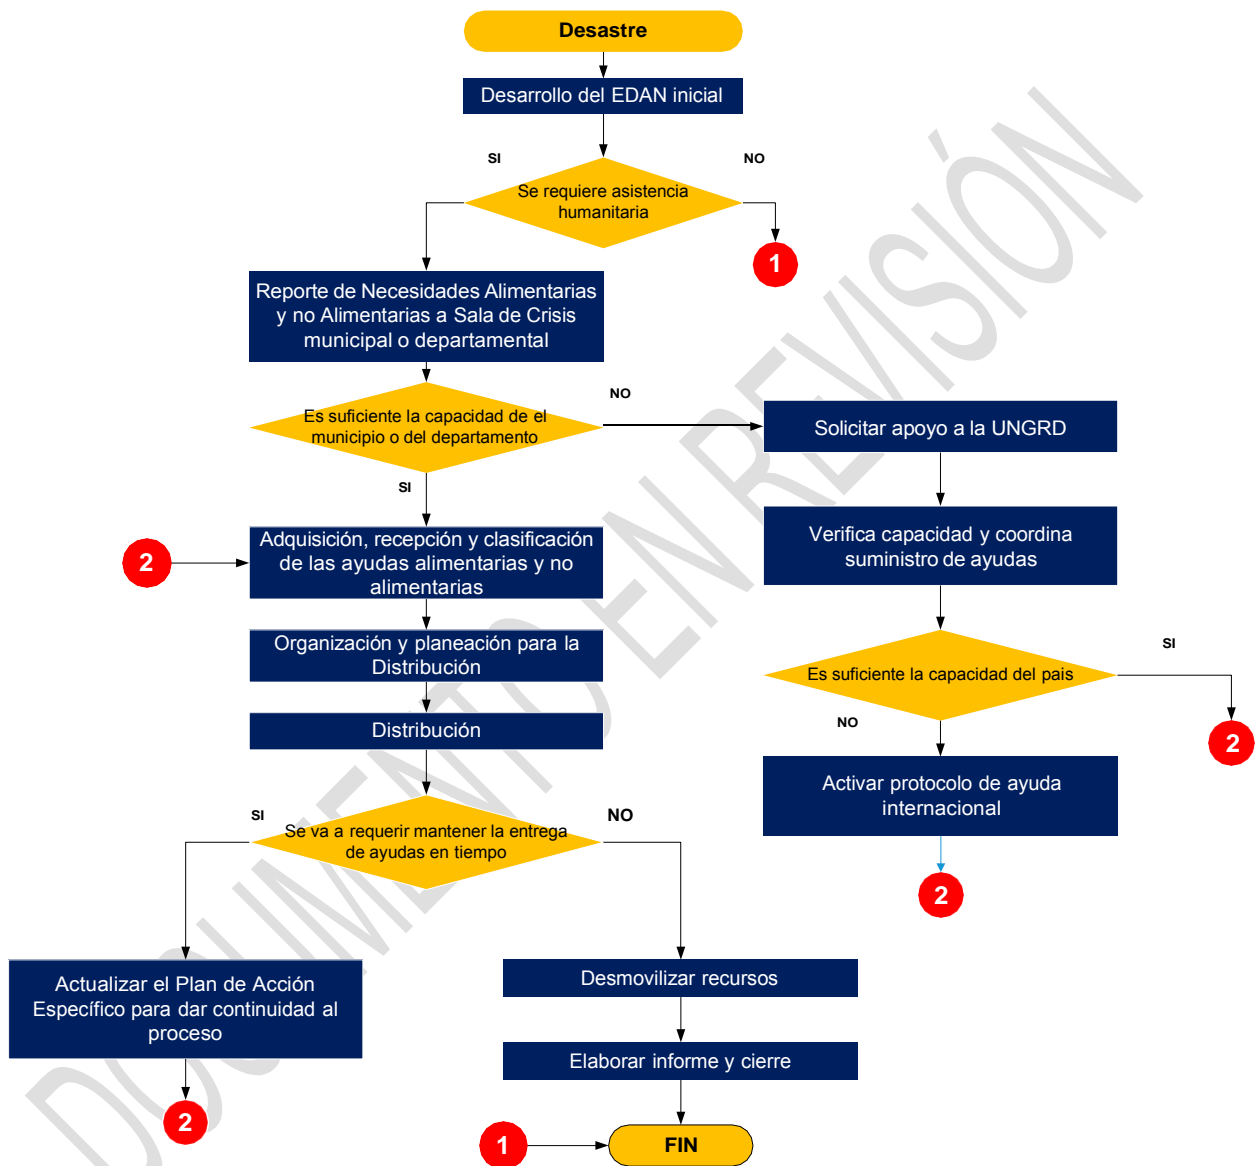 Desastre
Desarrollo del EDAN inicial
SI
NO
Se requiere asistencia
humanitaria
1
Reporte de Necesidades Alimentarias
y no Alimentarias a Sala de Crisis
municipal o departamental
NO
Es suficiente la capacidad de el
municipio o del departamento
Solicitar apoyo a la UNGRD
SI
Adquisición, recepción y clasificación
de las ayudas alimentarias y no
alimentarias
2
Verifica capacidad y coordina
suministro de ayudas
Organización y planeación para la
Distribución
SI
Es suficiente la capacidad del pais
NO
2
Distribución
Activar protocolo de ayuda
internacional
SI
NO
Se va a requerir mantener la entrega
de ayudas en tiempo
2
Actualizar el Plan de Acción
Específico para dar continuidad al
proceso
Desmovilizar recursos
Elaborar informe y cierre
2
1
FIN
DOCUMENTO EN REVISIÓN